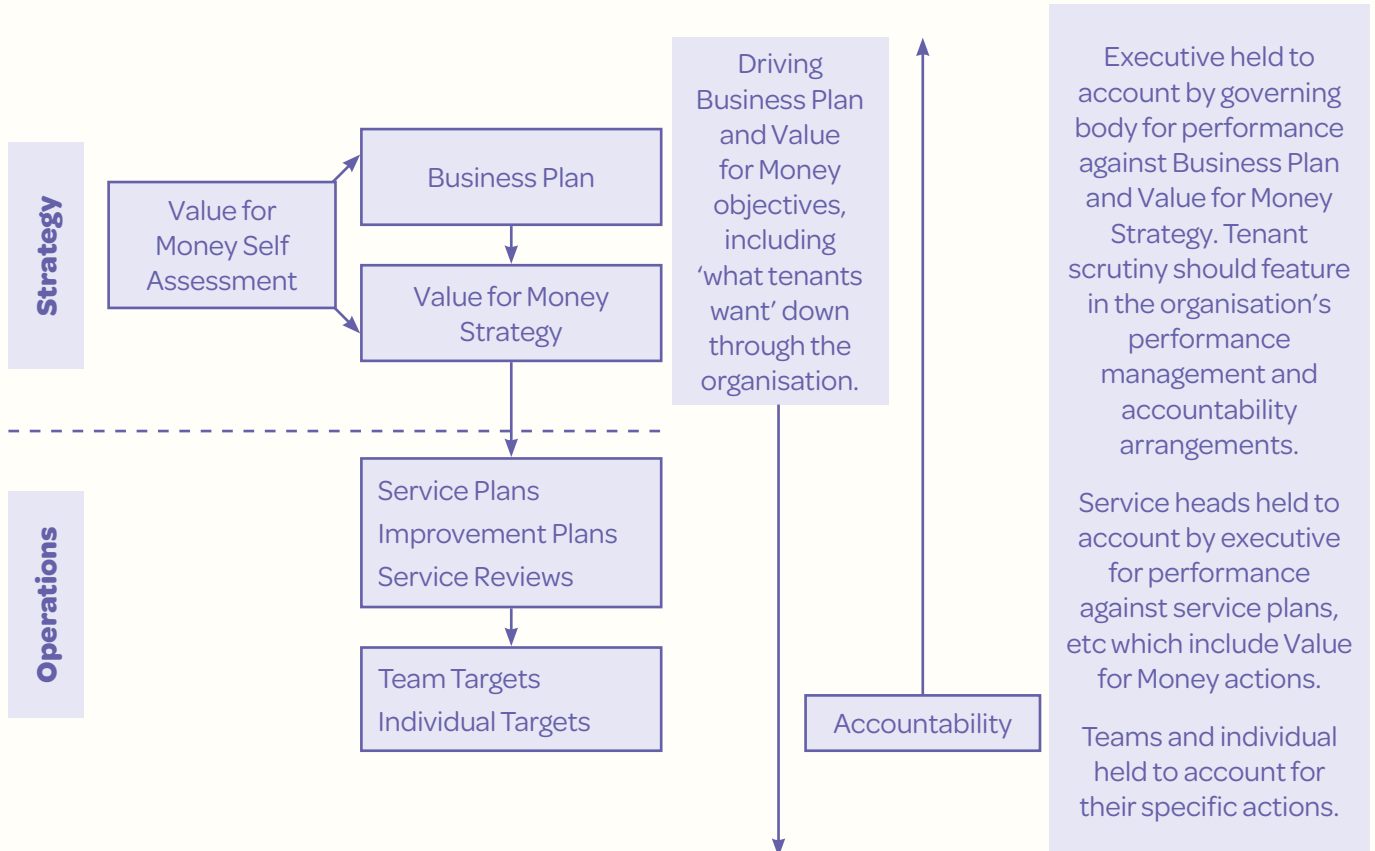 Strategy
Value for
Money Self
Assessment
Business Plan
Value for Money
Strategy
Operations
Service Plans
Improvement Plans
Service Reviews
Team Targets
Individual Targets
Driving
Business Plan
and Value
for Money
objectives,
including
‘what tenants
want’ down
through the
organisation.
Accountability
Executive held to
account by governing
body for performance
against Business Plan
and Value for Money
Strategy. Tenant
scrutiny should feature
in the organisation’s
performance
management and
accountability
arrangements.
Service heads held to
account by executive
for performance
against service plans,
etc which include Value
for Money actions.
Teams and individual
held to account for
their specific actions.